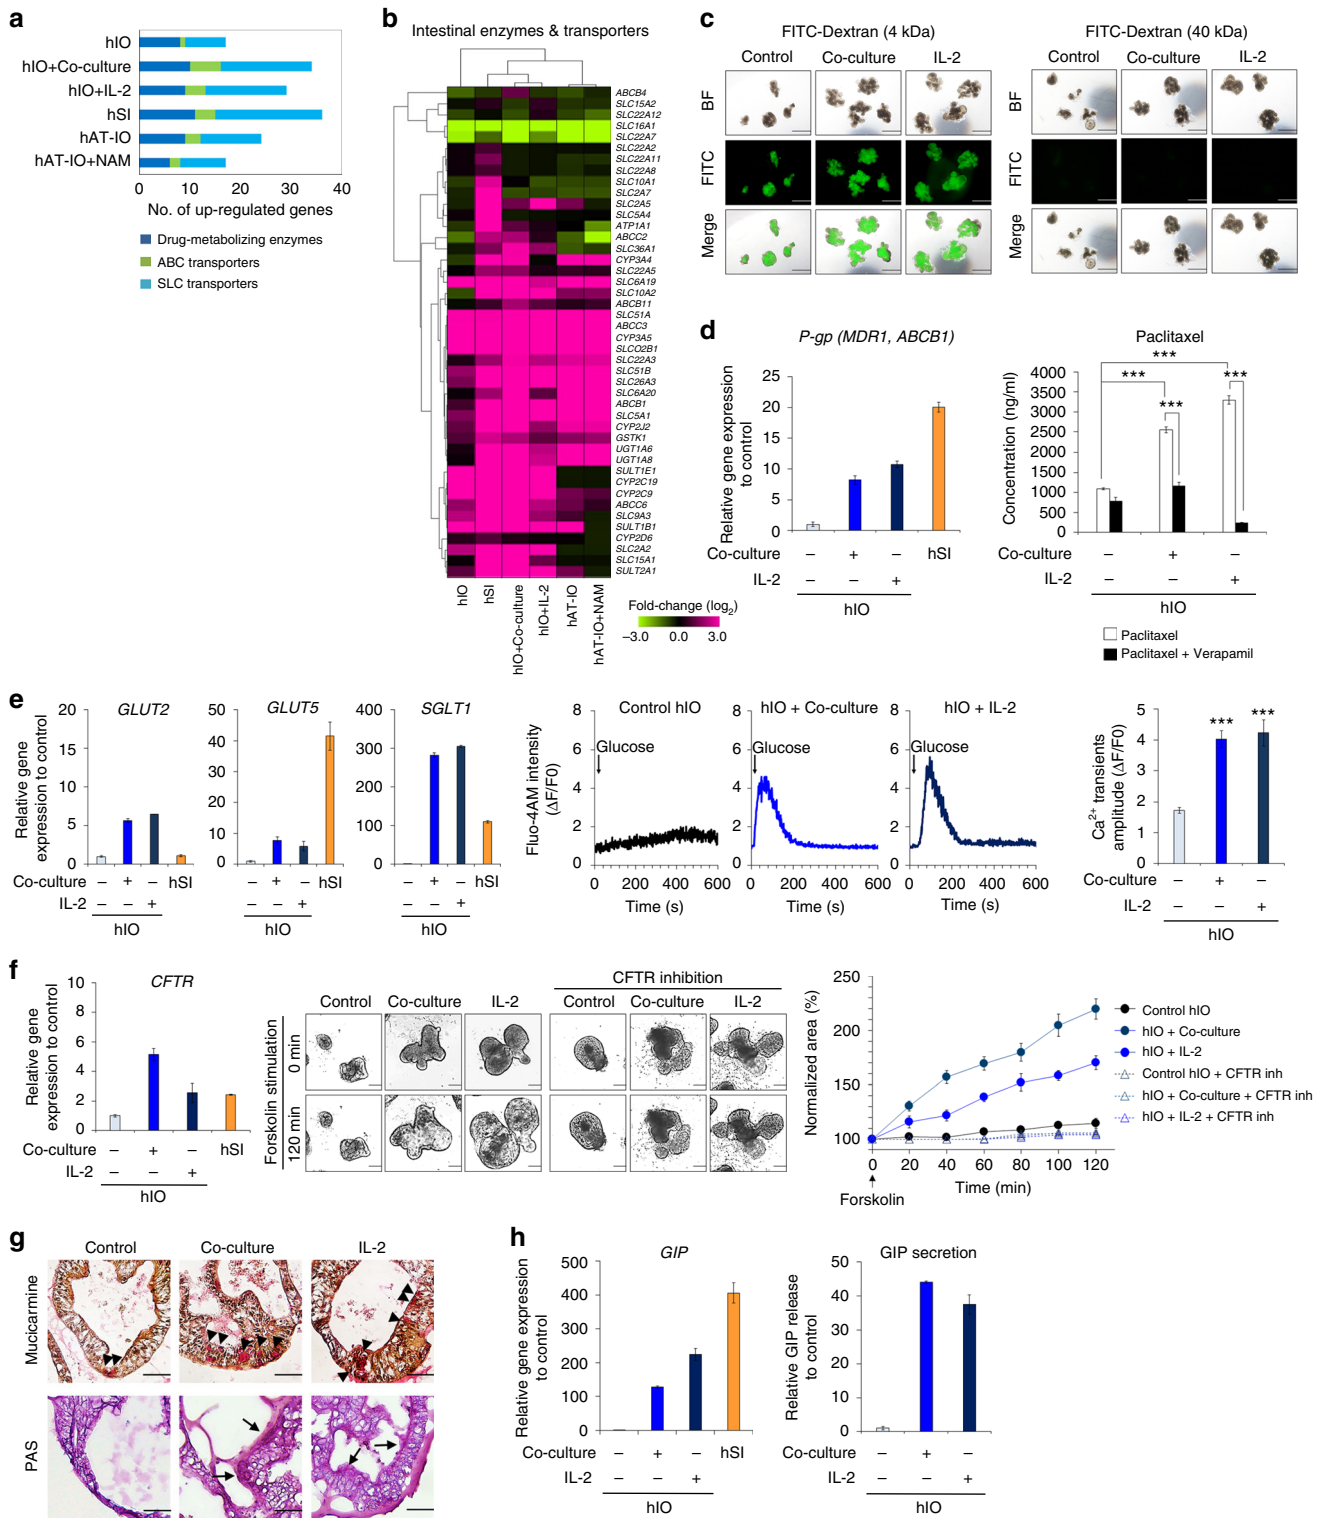 a
hIO
hIO+Co-culture
hIO+IL-2
hSI
hAT-IO
hAT-IO+NAM
0 10 20 30 40
No. of up-regulated genes
Drug-metabolizing enzymes
ABC transporters
SLC transporters
b
Intestinal enzymes & transporters
ABCB4
SLC15A2
SLC22A12
SLC16A1
SLC22A7
SLC22A2
SLC22A11
SLC22A8
SLC10A1
SLC2A7
SLC2A5
SLC5A4
ATP1A1
ABCC2
SLC36A1
CYP3A4
SLC22A5
SLC6A19
SLC10A2
ABCB11
SLC51A
ABCC3
CYP3A5
SLCO2B1
SLC22A3
SLC51B
SLC26A3
SLC6A20
ABCB1
SLC5A1
CYP2J2
GSTK1
UGT1A6
UGT1A8
SULT1E1
CYP2C19
CYP2C9
ABCC6
SLC9A3
SULT1B1
CYP2D6
SLC2A2
SLC15A1
SULT2A1
hIO
hSI
hIO+Co-culture
hIO+IL-2
hAT-IO
hAT-IO+NAM
Fold-change (log2)
–3.0 0.0 3.0
c
FITC-Dextran (4 kDa)
Control Co-culture IL-2
BF
FITC
Merge
FITC-Dextran (40 kDa)
Control Co-culture IL-2
BF
FITC
Merge
d
P-gp (MDR1, ABCB1)
Relative gene expression
to control
25
20
15
10
5
0
Co-culture – + – hSI
IL-2 – – +
hIO
Paclitaxel
Concentration (ng/ml)
4000
3500
3000
2500
2000
1500
1000
500
0
***
***
***
***
Co-culture – + –
IL-2 – – +
hIO
Paclitaxel
Paclitaxel + Verapamil
e
Relative gene
expression to control
GLUT2
20
15
10
5
0
GLUT5
50
40
30
20
10
0
SGLT1
400
300
200
100
0
Co-culture – + – – + – hSI – + – hSI
IL-2 – – + – – + – – +
hIO hIO hIO
hSI
Fluo-4AM intensity
(ΔF/F0)
Control hIO
Glucose
8
6
4
2
0
0 200 400 600
Time (s)
hIO + Co-culture
Glucose
8
6
4
2
0
0 200 400 600
Time (s)
hIO + IL-2
Glucose
8
6
4
2
0
0 200 400 600
Time (s)
Ca2+ transients
amplitude (ΔF/F0)
5
4
3
2
1
0
*** ***
Co-culture – + –
IL-2 – – +
hIO
f
CFTR
Relative gene
expression to control
10
8
6
4
2
0
Co-culture – + – hSI
IL-2 – – +
hIO
CFTR inhibition
Control Co-culture IL-2 Control Co-culture IL-2
Forskolin stimulation
0 min
120 min
Normalized area (%)
250
200
150
100
0 20 40 60 80 100 120
Time (min)
Forskolin
Control hIO
hIO + Co-culture
hIO + IL-2
Control hIO + CFTR inh
hIO + Co-culture + CFTR inh
hIO + IL-2 + CFTR inh
g
Control Co-culture IL-2
Mucicarmine
PAS
h
GIP
Relative gene expression
to control
500
400
300
200
100
0
Co-culture – + – hSI
IL-2 – – +
hIO
GIP secretion
Relative GIP release
to control
50
40
30
20
10
0
Co-culture – + –
IL-2 – – +
hIO